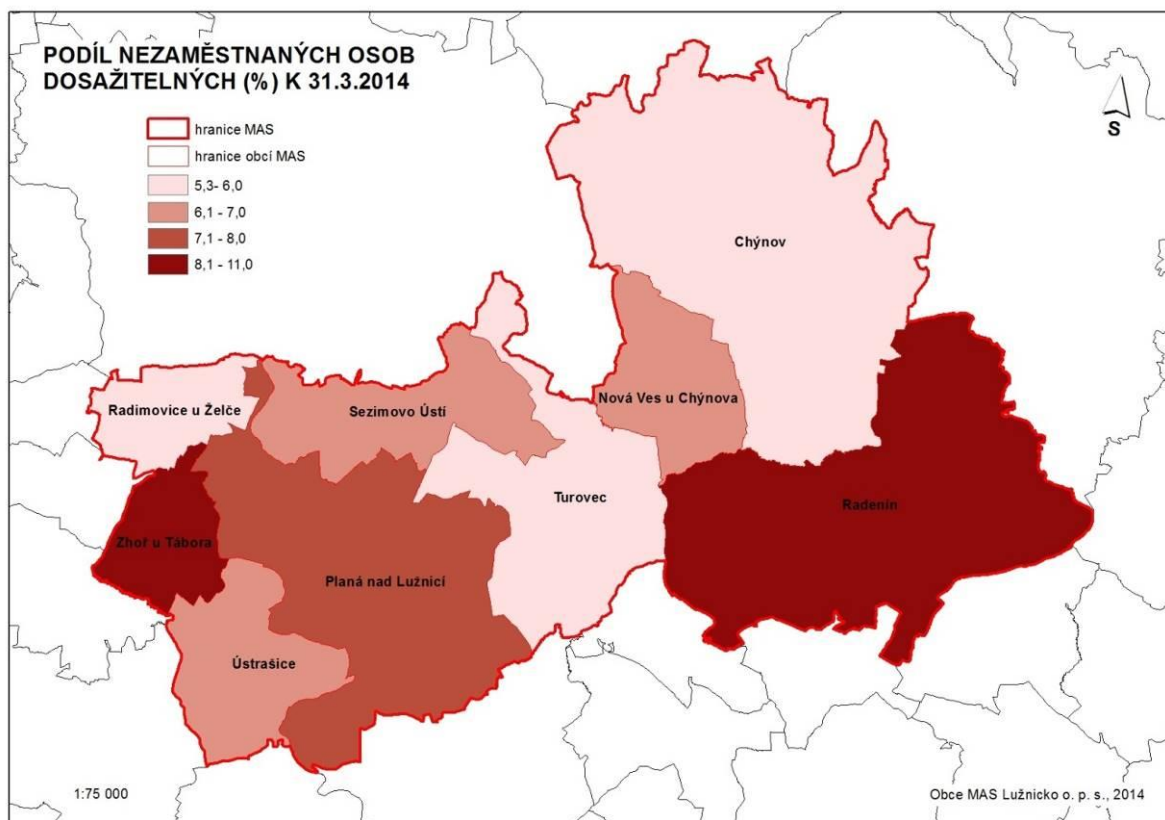 PODÍL NEZAMĚSTNANÝCH OSOB
DOSAŽITELNÝCH (%) K 31.3.2014
hranice MAS
hranice obcí MAS
5,3- 6,0
6,1 - 7,0
7,1 - 8,0
8,1 - 11,0
S
Chýnov
Radimovice u Želče
Sezimovo Ústí
Nová Ves u Chýnova
Turovec
Radenín
Zhoř u Tábora
Planá nad Lužnicí
Ústrašice
1:75 000
Obce MAS Lužnicko o. p. s., 2014